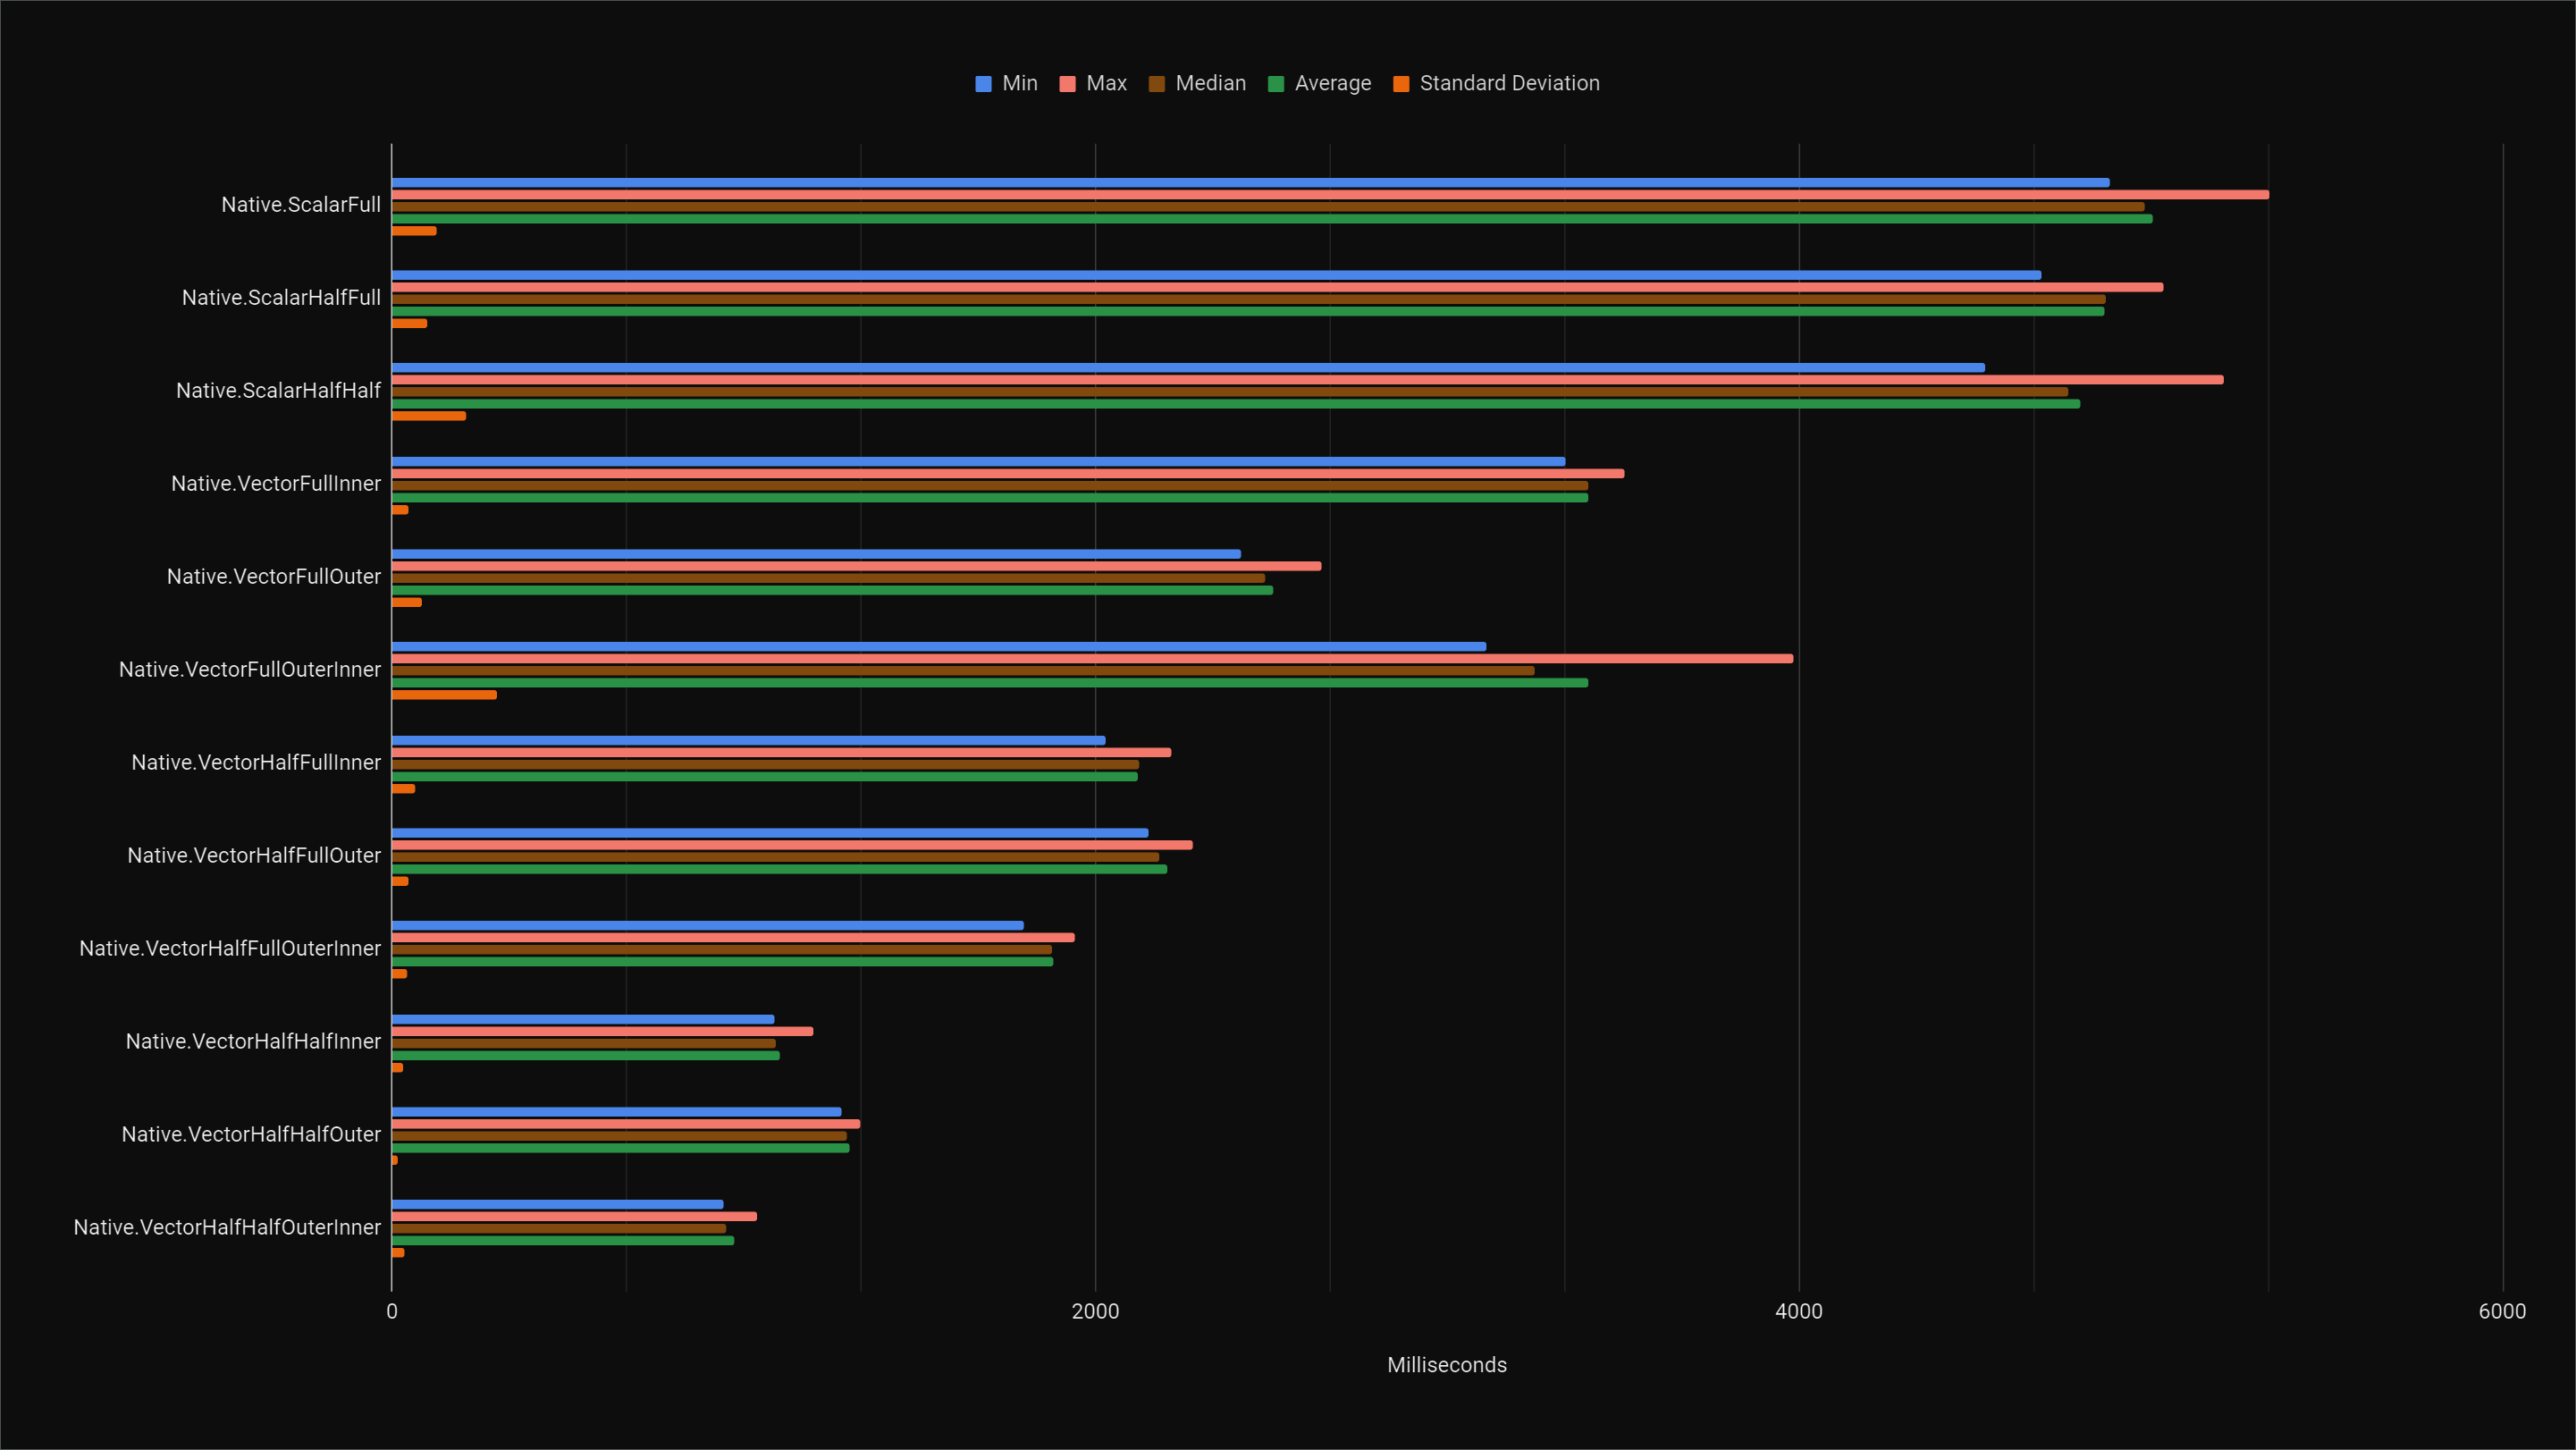 Min Max Median Average Standard Deviation
Native.ScalarFull
Native.ScalarHalfFull
Native.ScalarHalfHalf
Native.VectorFullInner
Native.VectorFullOuter
Native.VectorFullOuterInner
Native.VectorHalfFullInner
Native.VectorHalfFullOuter
Native.VectorHalfFullOuterInner
Native.VectorHalfHalfInner
Native.VectorHalfHalfOuter
Native.VectorHalfHalfOuterInner
0 2000 4000 6000
Milliseconds